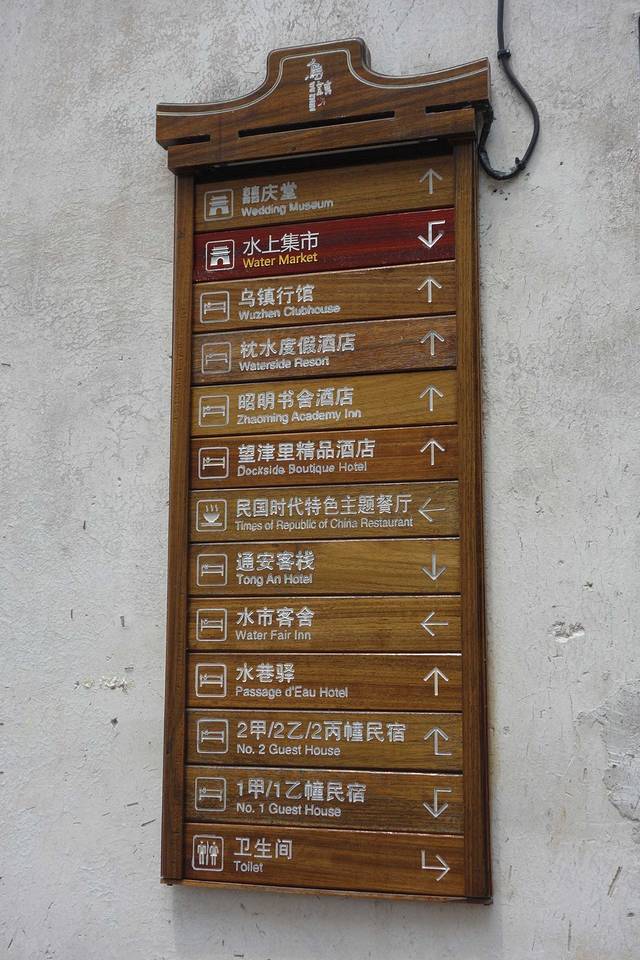 囍庆堂
Wedding Museum
水上集市
Water Market
乌镇行馆
Wuzhen Clubhouse
枕水度假酒店
Waterside Resort
昭明书舍酒店
Zhaoming Academy Inn
望津里精品酒店
Dockside Boutique Hotel
民国时代特色主题餐厅
Times of Republic of China Restaurant
通安客栈
Tong An Hotel
水市客舍
Water Fair Inn
水巷驿
Passage d'Eau Hotel
2甲/2乙/2丙幢民宿
No. 2 Guest House
1甲/1乙幢民宿
No. 1 Guest House
卫生间
Toilet